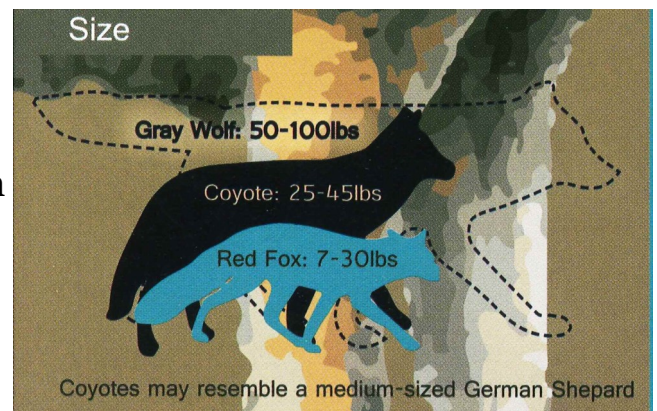 Size
Gray Wolf: 50-100lbs
Coyote: 25-45lbs
Red Fox: 7-30lbs
Coyotes may resemble a medium-sized German Shepard